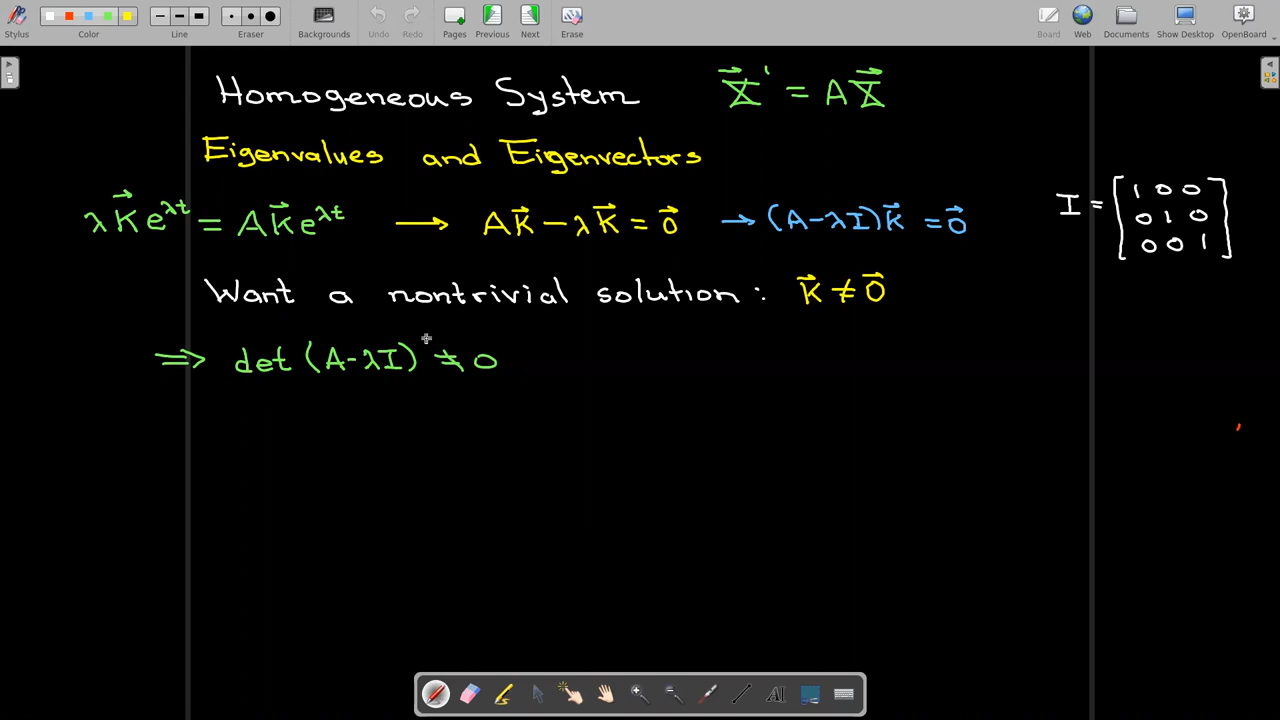 Stylus Color Line Eraser Backgrounds Undo Redo Pages Previous Next Erase Board Web Documents Show Desktop OpenBoard
Homogeneous System X⃗' = AX⃗
Eigenvalues and Eigenvectors
λK⃗e^{λt} = AK⃗e^{λt} → AK⃗ − λK⃗ = 0⃗ → (A−λI)K⃗ = 0⃗
I = [1 0 0
0 1 0
0 0 1]
Want a nontrivial solution: K⃗ ≠ 0⃗
⇒ det (A−λI) ≠ 0
AI